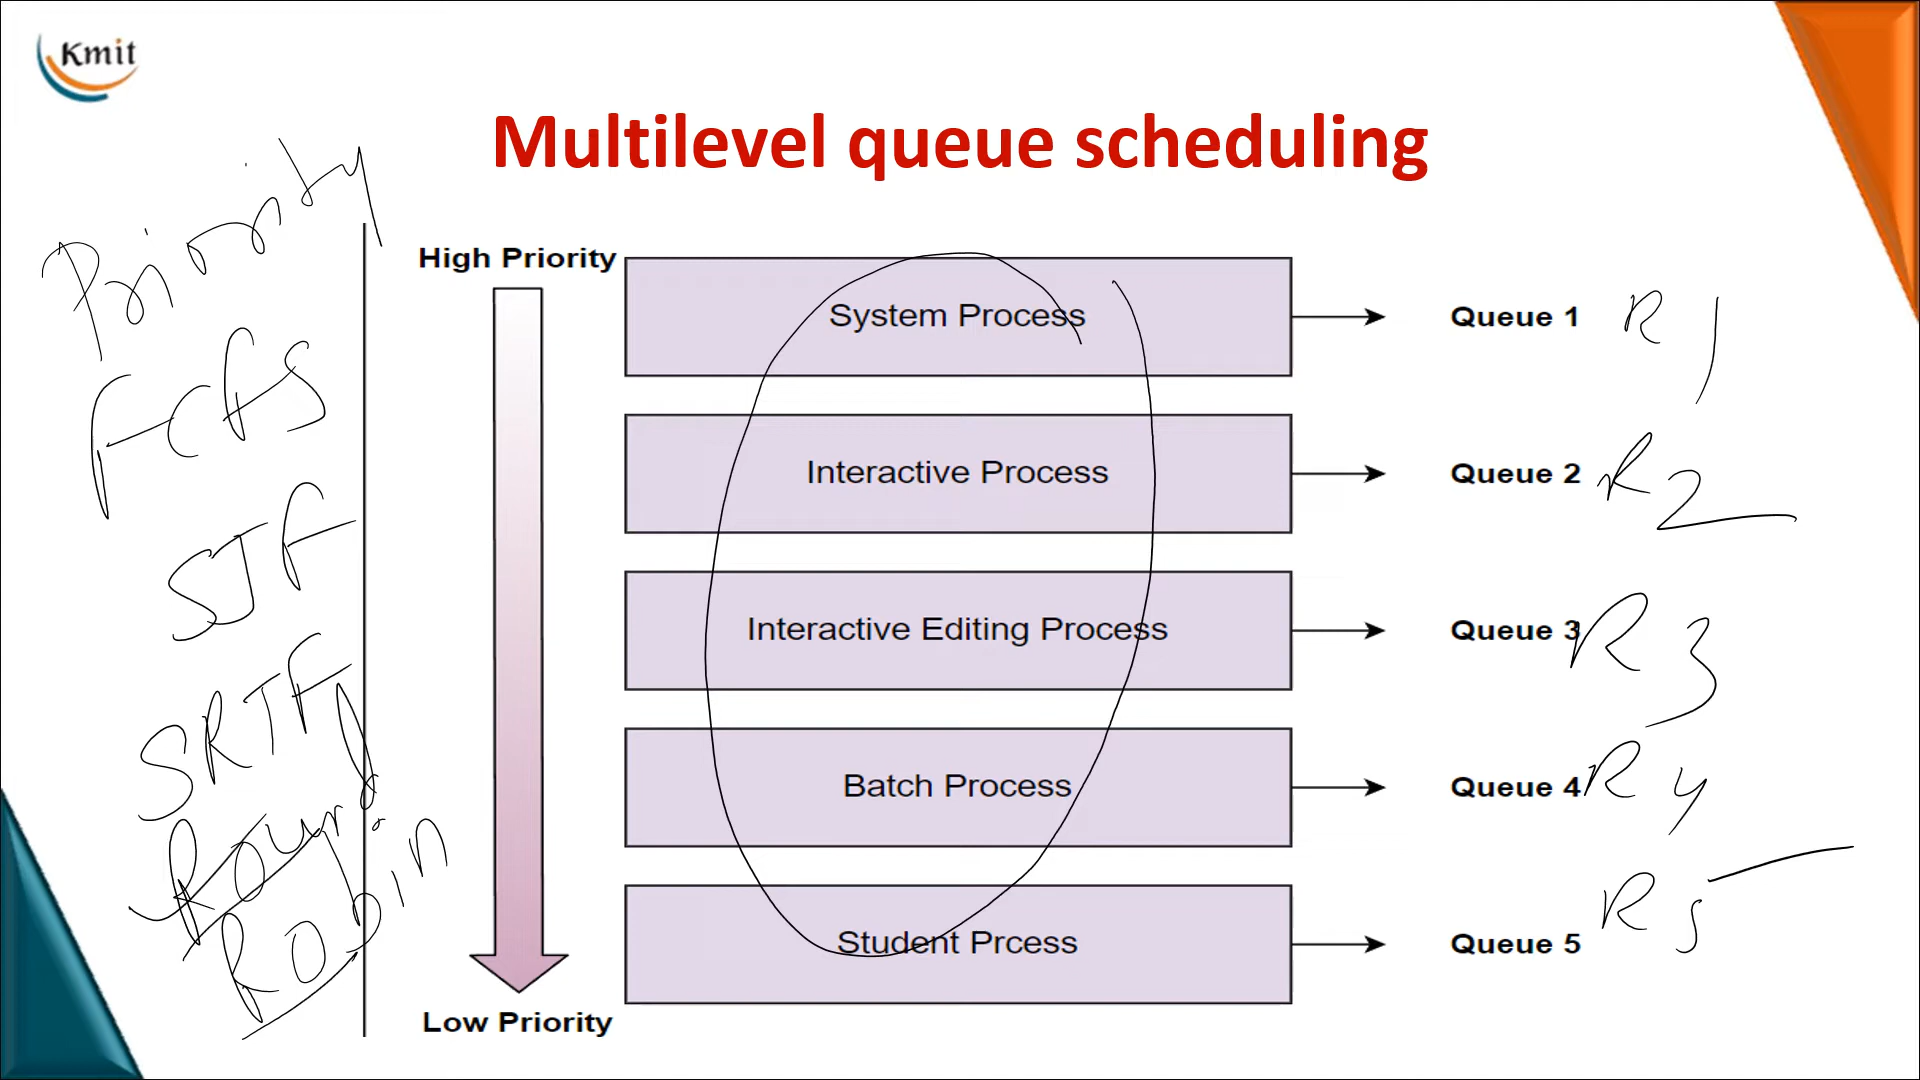 Kmit
Multilevel queue scheduling
Priority
FCFS
SJF
SRTF
Round
Robin
High Priority
Low Priority
System Process
Queue 1 R1
Interactive Process
Queue 2 R2
Interactive Editing Process
Queue 3 R3
Batch Process
Queue 4 R4
Student Prcess
Queue 5 R5